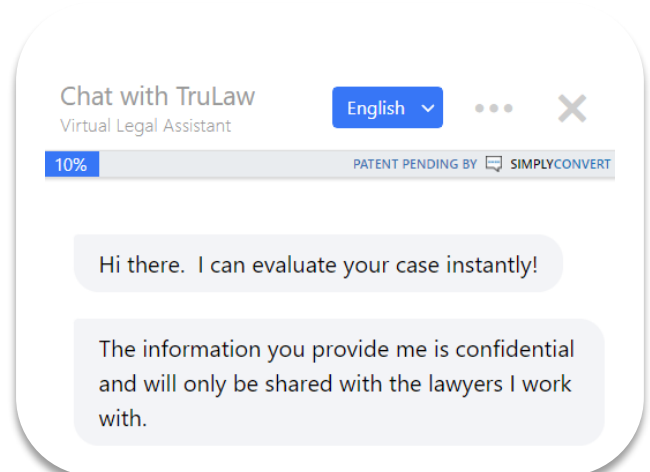 Chat with TruLaw
Virtual Legal Assistant
English
10%
PATENT PENDING BY SIMPLYCONVERT
Hi there. I can evaluate your case instantly!
The information you provide me is confidential
and will only be shared with the lawyers I work
with.